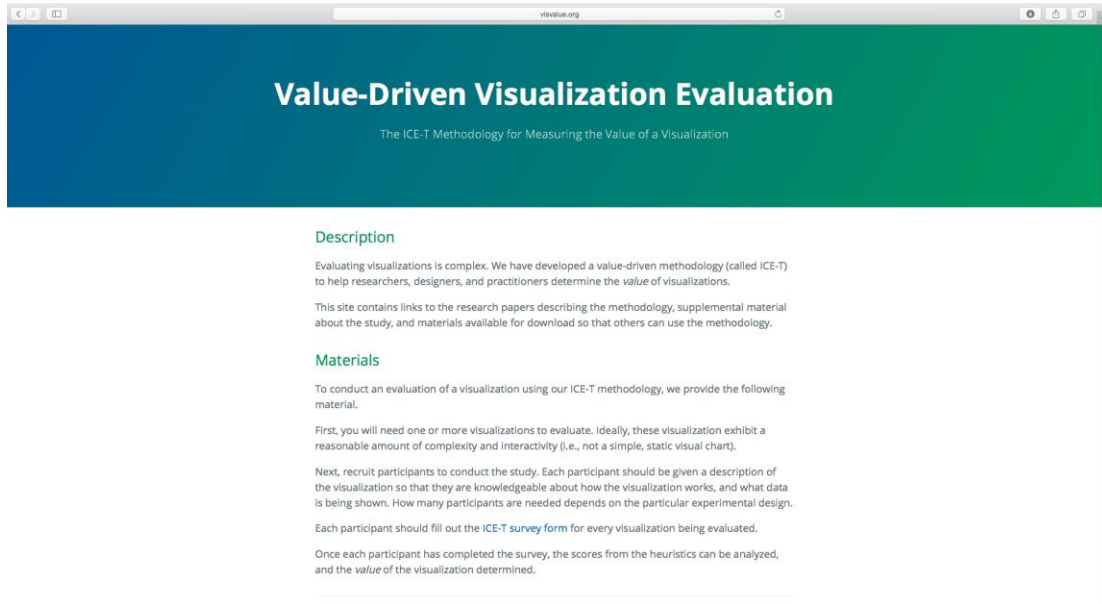 visvalue.org
Value-Driven Visualization Evaluation
The ICE-T Methodology for Measuring the Value of a Visualization
Description
Evaluating visualizations is complex. We have developed a value-driven methodology (called ICE-T)
to help researchers, designers, and practitioners determine the value of visualizations.
This site contains links to the research papers describing the methodology, supplemental material
about the study, and materials available for download so that others can use the methodology.
Materials
To conduct an evaluation of a visualization using our ICE-T methodology, we provide the following
material.
First, you will need one or more visualizations to evaluate. Ideally, these visualization exhibit a
reasonable amount of complexity and interactivity (i.e., not a simple, static visual chart).
Next, recruit participants to conduct the study. Each participant should be given a description of
the visualization so that they are knowledgeable about how the visualization works, and what data
is being shown. How many participants are needed depends on the particular experimental design.
Each participant should fill out the ICE-T survey form for every visualization being evaluated.
Once each participant has completed the survey, the scores from the heuristics can be analyzed,
and the value of the visualization determined.